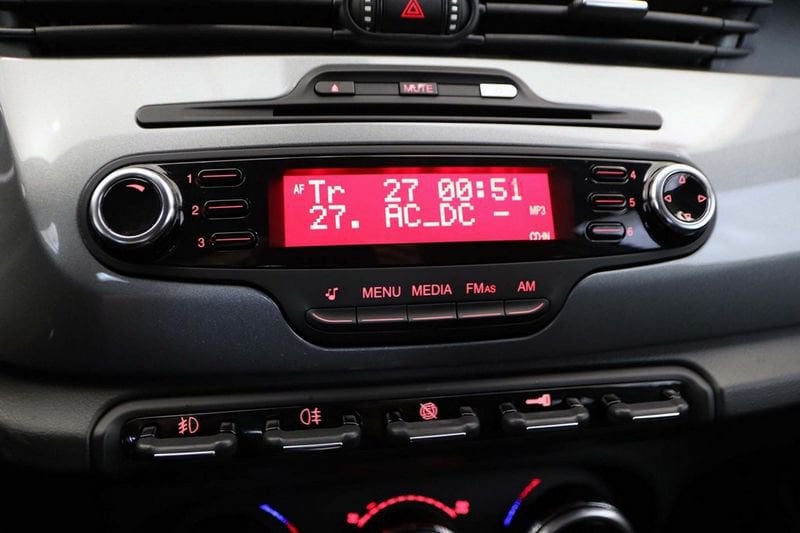 MUTE
1
2
3
AF Tr 27 00:51
27. AC_DC - MP3
CD-IN
4
5
6
MENU MEDIA FMAS AM